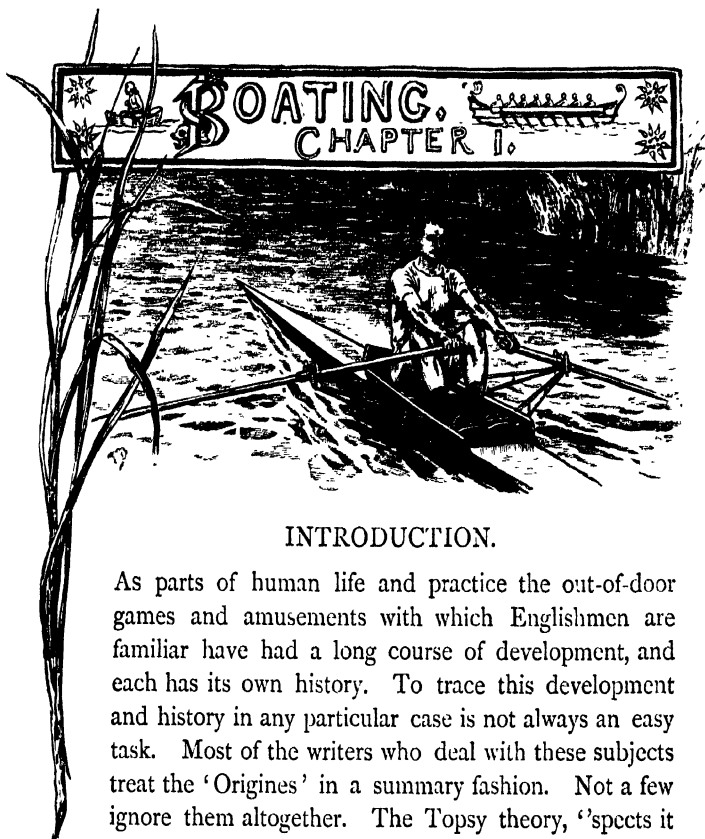 BOATING.
CHAPTER I.
INTRODUCTION.
As parts of human life and practice the out-of-door
games and amusements with which Englishmen are
familiar have had a long course of development, and
each has its own history. To trace this development
and history in any particular case is not always an easy
task. Most of the writers who deal with these subjects
treat the ‘Origines’ in a summary fashion. Not a few
ignore them altogether. The Topsy theory, ‘’spects it